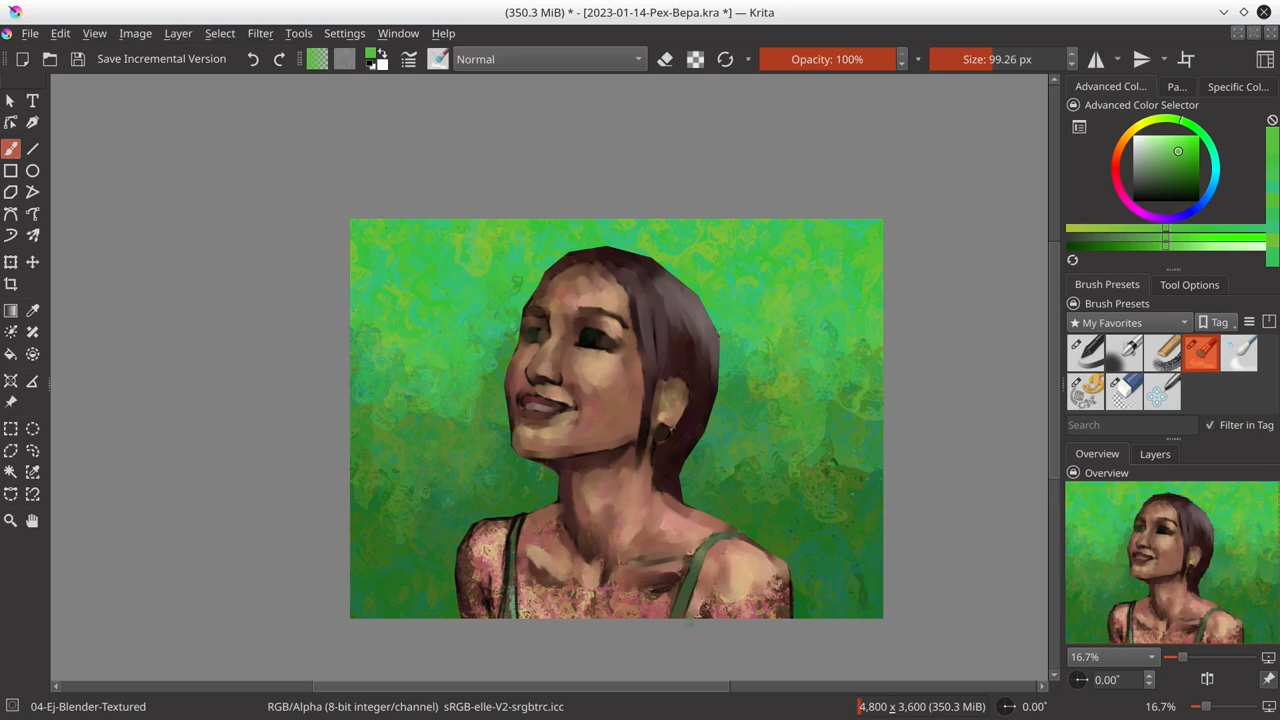 (350.3 MiB) * - [2023-01-14-Pex-Bepa.kra *] — Krita
File Edit View Image Layer Select Filter Tools Settings Window Help
Save Incremental Version
Normal
Opacity: 100%
Size: 99.26 px
Advanced Col...
Pa...
Specific Col...
Advanced Color Selector
Brush Presets
Tool Options
Brush Presets
★ My Favorites
Tag
Search
Filter in Tag
Overview
Layers
Overview
16.7%
0.00°
04-Ej-Blender-Textured
RGB/Alpha (8-bit integer/channel) sRGB-elle-V2-srgbtrc.icc
4,800 x 3,600 (350.3 MiB)
0.00°
16.7%